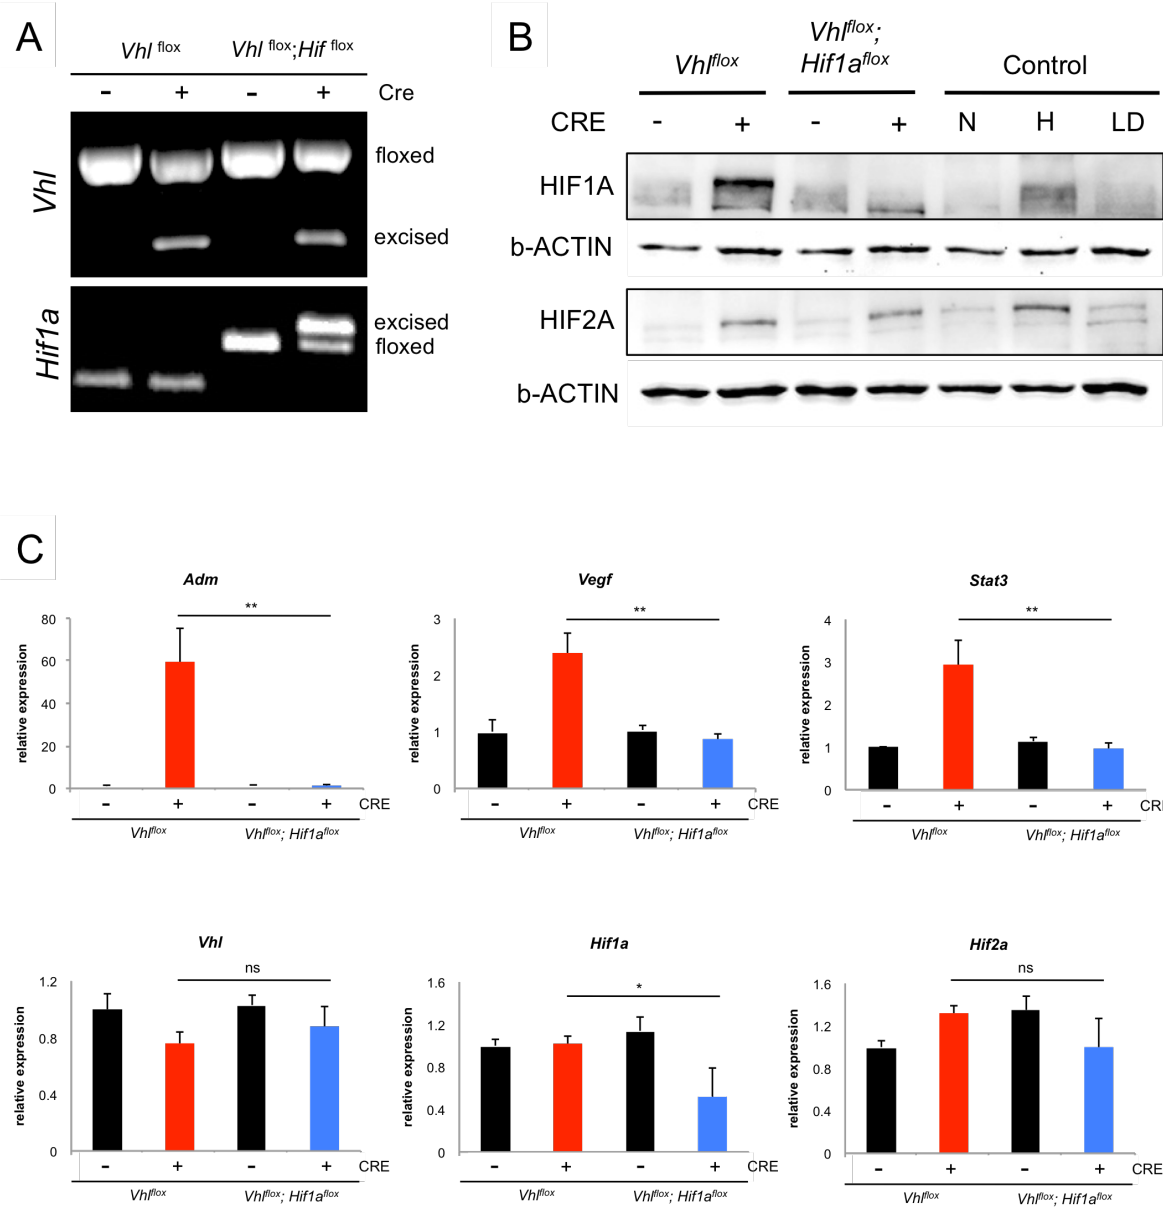 A
Vhl flox
Vhl flox;Hif flox
- + - + Cre
Vhl
floxed
excised
Hif1a
excised
floxed
B
Vhlflox
Vhlflox;
Hif1aflox
Control
CRE - + - + N H LD
HIF1A
b-ACTIN
HIF2A
b-ACTIN
C
Adm
**
relative expression
80
60
40
20
0
- + - + CRE
Vhlflox
Vhlflox; Hif1aflox
Vegf
**
relative expression
3
2
1
0
- + - + CRE
Vhlflox
Vhlflox; Hif1aflox
Stat3
**
relative expression
4
3
2
1
0
- + - + CRE
Vhlflox
Vhlflox; Hif1aflox
Vhl
ns
relative expression
1.2
0.8
0.4
0
- + - + CRE
Vhlflox
Vhlflox; Hif1aflox
Hif1a
*
relative expression
1.6
1.2
0.8
0.4
0
- + - + CRE
Vhlflox
Vhlflox; Hif1aflox
Hif2a
ns
relative expression
1.6
1.2
0.8
0.4
0
- + - + CRE
Vhlflox
Vhlflox; Hif1aflox